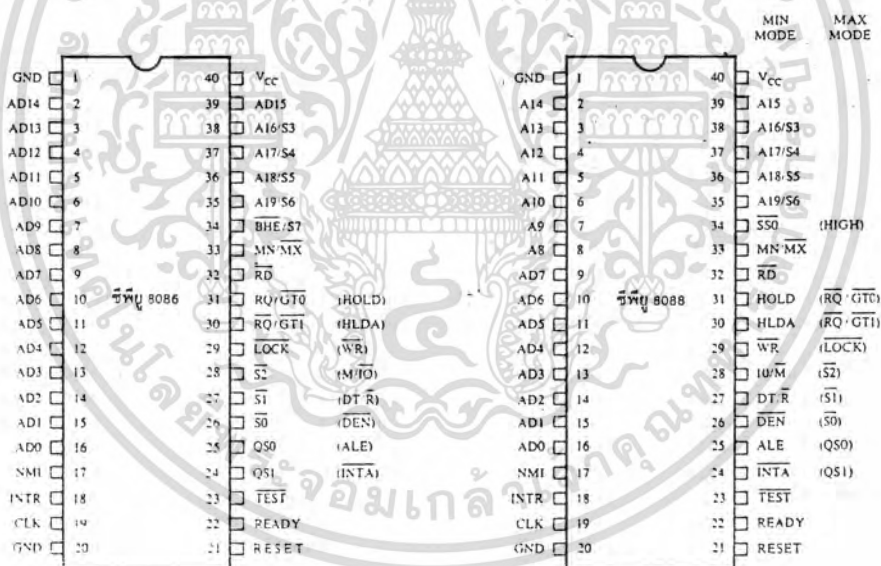 MIN MODE MAX MODE
GND 1 40 VCC
AD14 2 39 AD15
AD13 3 38 A16/S3
AD12 4 37 A17/S4
AD11 5 36 A18/S5
AD10 6 35 A19/S6
AD9 7 34 BHE/S7
AD8 8 33 MN/MX
AD7 9 32 RD
AD6 10 31 RQ/GT0 (HOLD)
AD5 11 30 RQ/GT1 (HLDA)
AD4 12 29 LOCK (WR)
AD3 13 28 S2 (M/IO)
AD2 14 27 S1 (DT/R)
AD1 15 26 S0 (DEN)
AD0 16 25 QS0 (ALE)
NMI 17 24 QS1 (INTA)
INTR 18 23 TEST
CLK 19 22 READY
GND 20 21 RESET
ซีพียู 8086
GND 1 40 VCC
A14 2 39 A15
A13 3 38 A16/S3
A12 4 37 A17/S4
A11 5 36 A18/S5
A10 6 35 A19/S6
A9 7 34 SS0 (HIGH)
A8 8 33 MN/MX
AD7 9 32 RD
AD6 10 31 HOLD (RQ/GT0)
AD5 11 30 HLDA (RQ/GT1)
AD4 12 29 WR (LOCK)
AD3 13 28 IO/M (S2)
AD2 14 27 DT/R (S1)
AD1 15 26 DEN (S0)
AD0 16 25 ALE (QS0)
NMI 17 24 INTA (QS1)
INTR 18 23 TEST
CLK 19 22 READY
GND 20 21 RESET
ซีพียู 8088